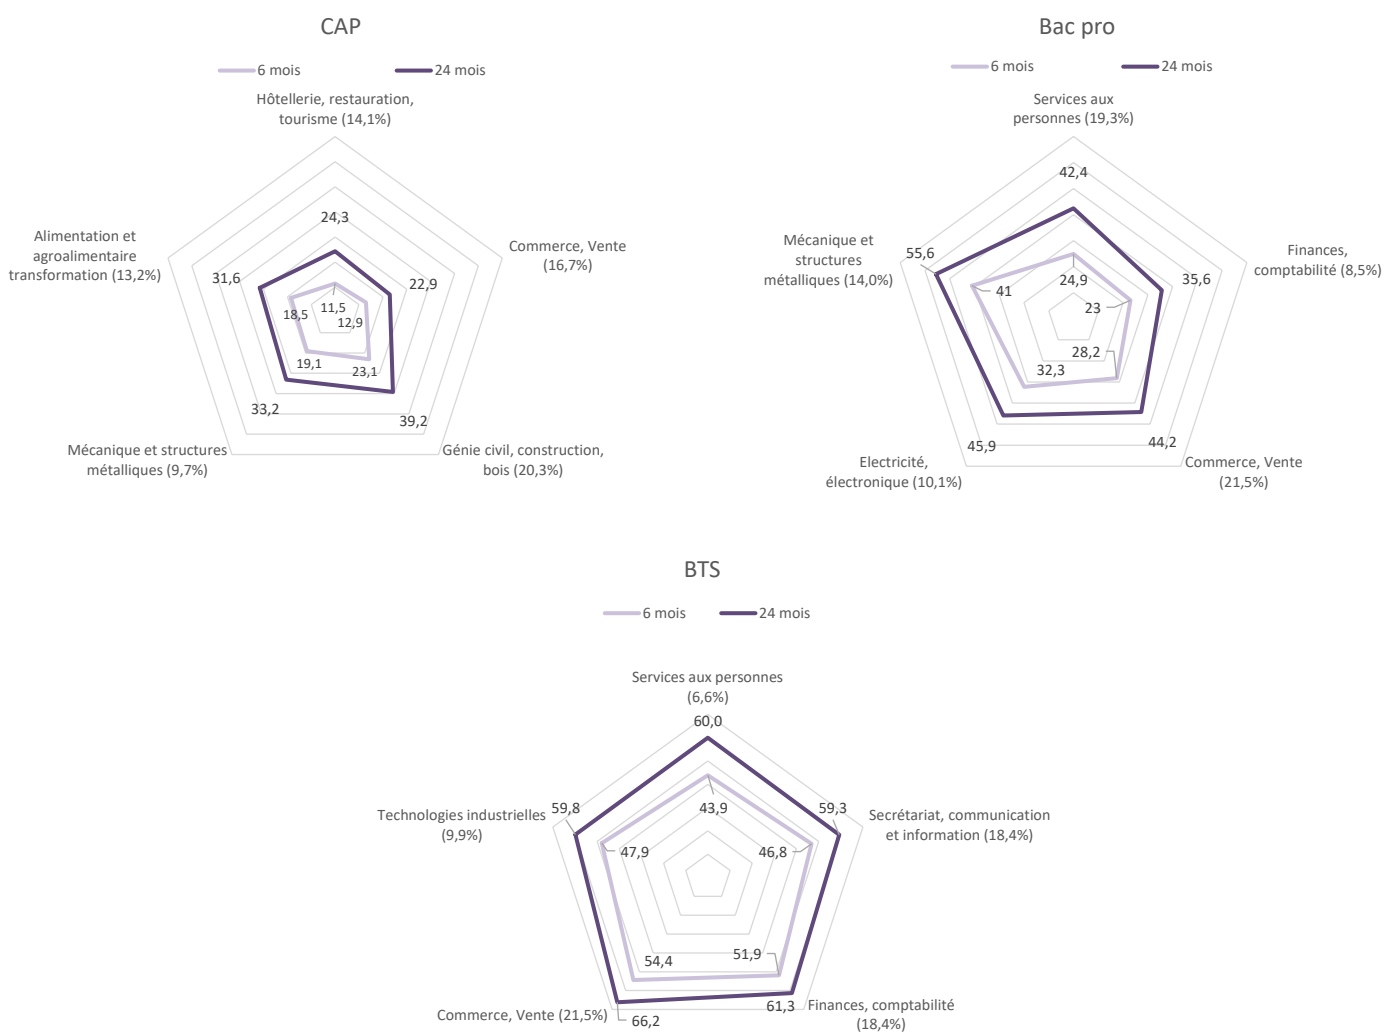 CAP
6 mois
24 mois
Hôtellerie, restauration,
tourisme (14,1%)
24,3
Commerce, Vente
(16,7%)
22,9
Alimentation et
agroalimentaire
transformation (13,2%)
31,6
11,5
18,5
12,9
19,1
23,1
33,2
39,2
Mécanique et structures
métalliques (9,7%)
Génie civil, construction,
bois (20,3%)
Bac pro
6 mois
24 mois
Services aux
personnes (19,3%)
42,4
Mécanique et
structures
métalliques (14,0%)
55,6
Finances,
comptabilité (8,5%)
35,6
24,9
41
23
28,2
32,3
45,9
44,2
Electricité,
électronique (10,1%)
Commerce, Vente
(21,5%)
BTS
6 mois
24 mois
Services aux personnes
(6,6%)
60,0
Technologies industrielles
(9,9%)
59,8
43,9
59,3
Secrétariat, communication
et information (18,4%)
47,9
46,8
54,4
51,9
Commerce, Vente (21,5%)
66,2
61,3
Finances, comptabilité
(18,4%)